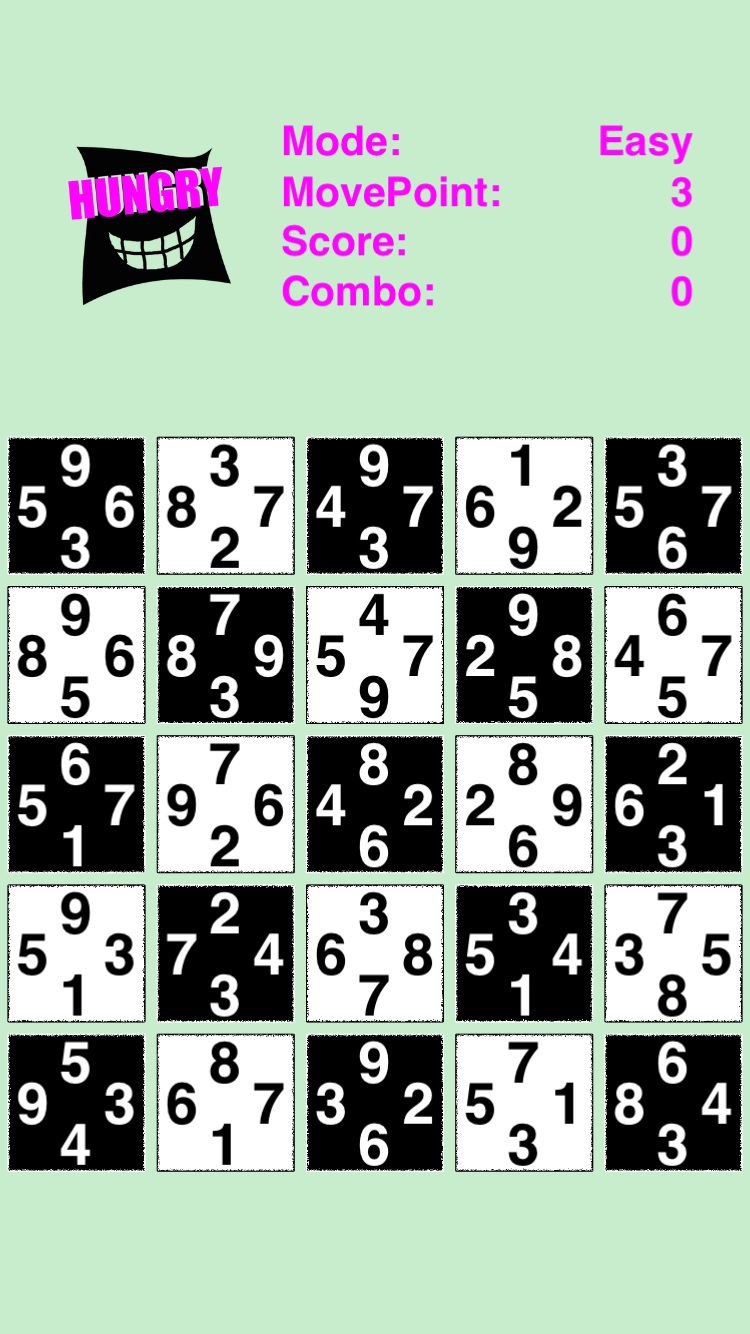 HUNGRY
Mode: Easy
MovePoint: 3
Score: 0
Combo: 0
9 3 9 1 3
5 6 8 7 4 7 6 2 5 7
3 2 3 9 6
9 7 4 9 6
8 6 8 9 5 7 2 8 4 7
5 3 9 5 5
6 7 8 8 2
5 7 9 6 4 2 2 9 6 1
1 2 6 6 3
9 2 3 3 7
5 3 7 4 6 8 5 4 3 5
1 3 7 1 8
5 8 9 7 6
9 3 6 7 3 2 5 1 8 4
4 1 6 3 3